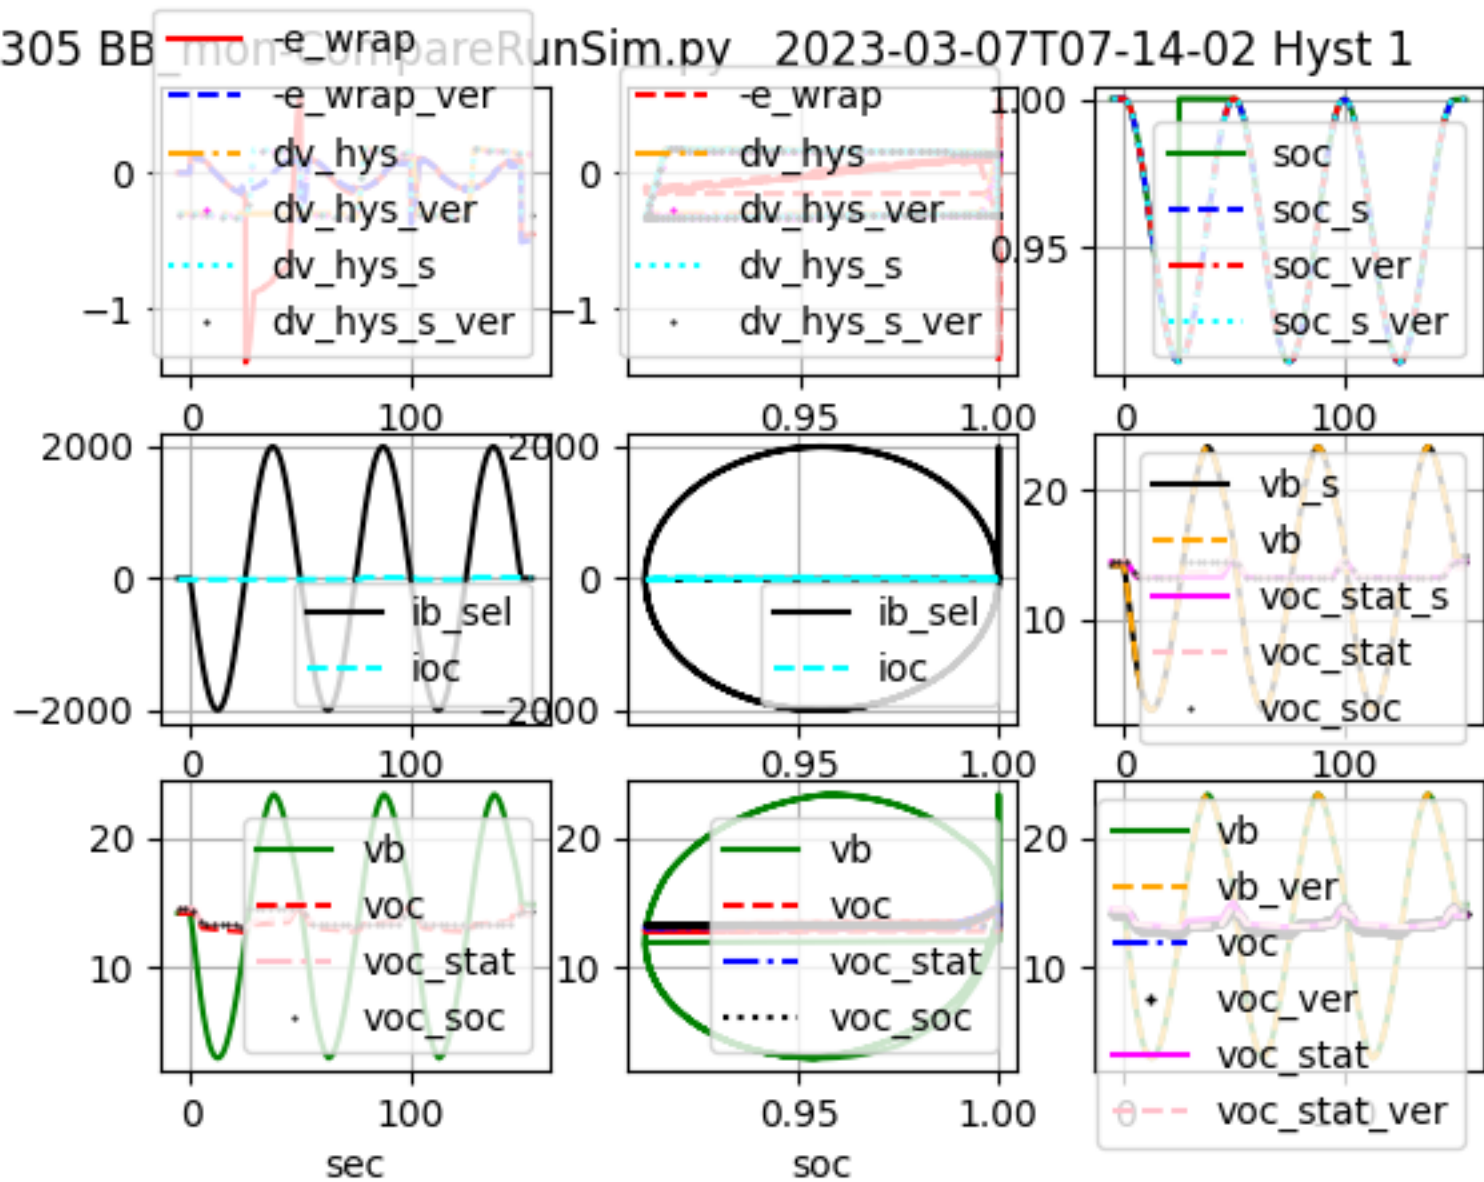 305 BB_mon-CompareRunSim.py 2023-03-07T07-14-02 Hyst 1
-e_wrap
-e_wrap_ver
dv_hys
dv_hys_ver
dv_hys_s
dv_hys_s_ver
0
−1
0
100
-e_wrap
dv_hys
dv_hys_ver
dv_hys_s
dv_hys_s_ver
0
−1
0.95
1.00
1.00
0.95
soc
soc_s
soc_ver
soc_s_ver
0
100
2000
0
−2000
ib_sel
ioc
0
100
2000
0
−2000
ib_sel
ioc
0.95
1.00
20
10
vb_s
vb
voc_stat_s
voc_stat
voc_soc
0
100
20
10
vb
voc
voc_stat
voc_soc
0
100
sec
20
10
vb
voc
voc_stat
voc_soc
0.95
1.00
soc
20
10
vb
vb_ver
voc
voc_ver
voc_stat
voc_stat_ver
0